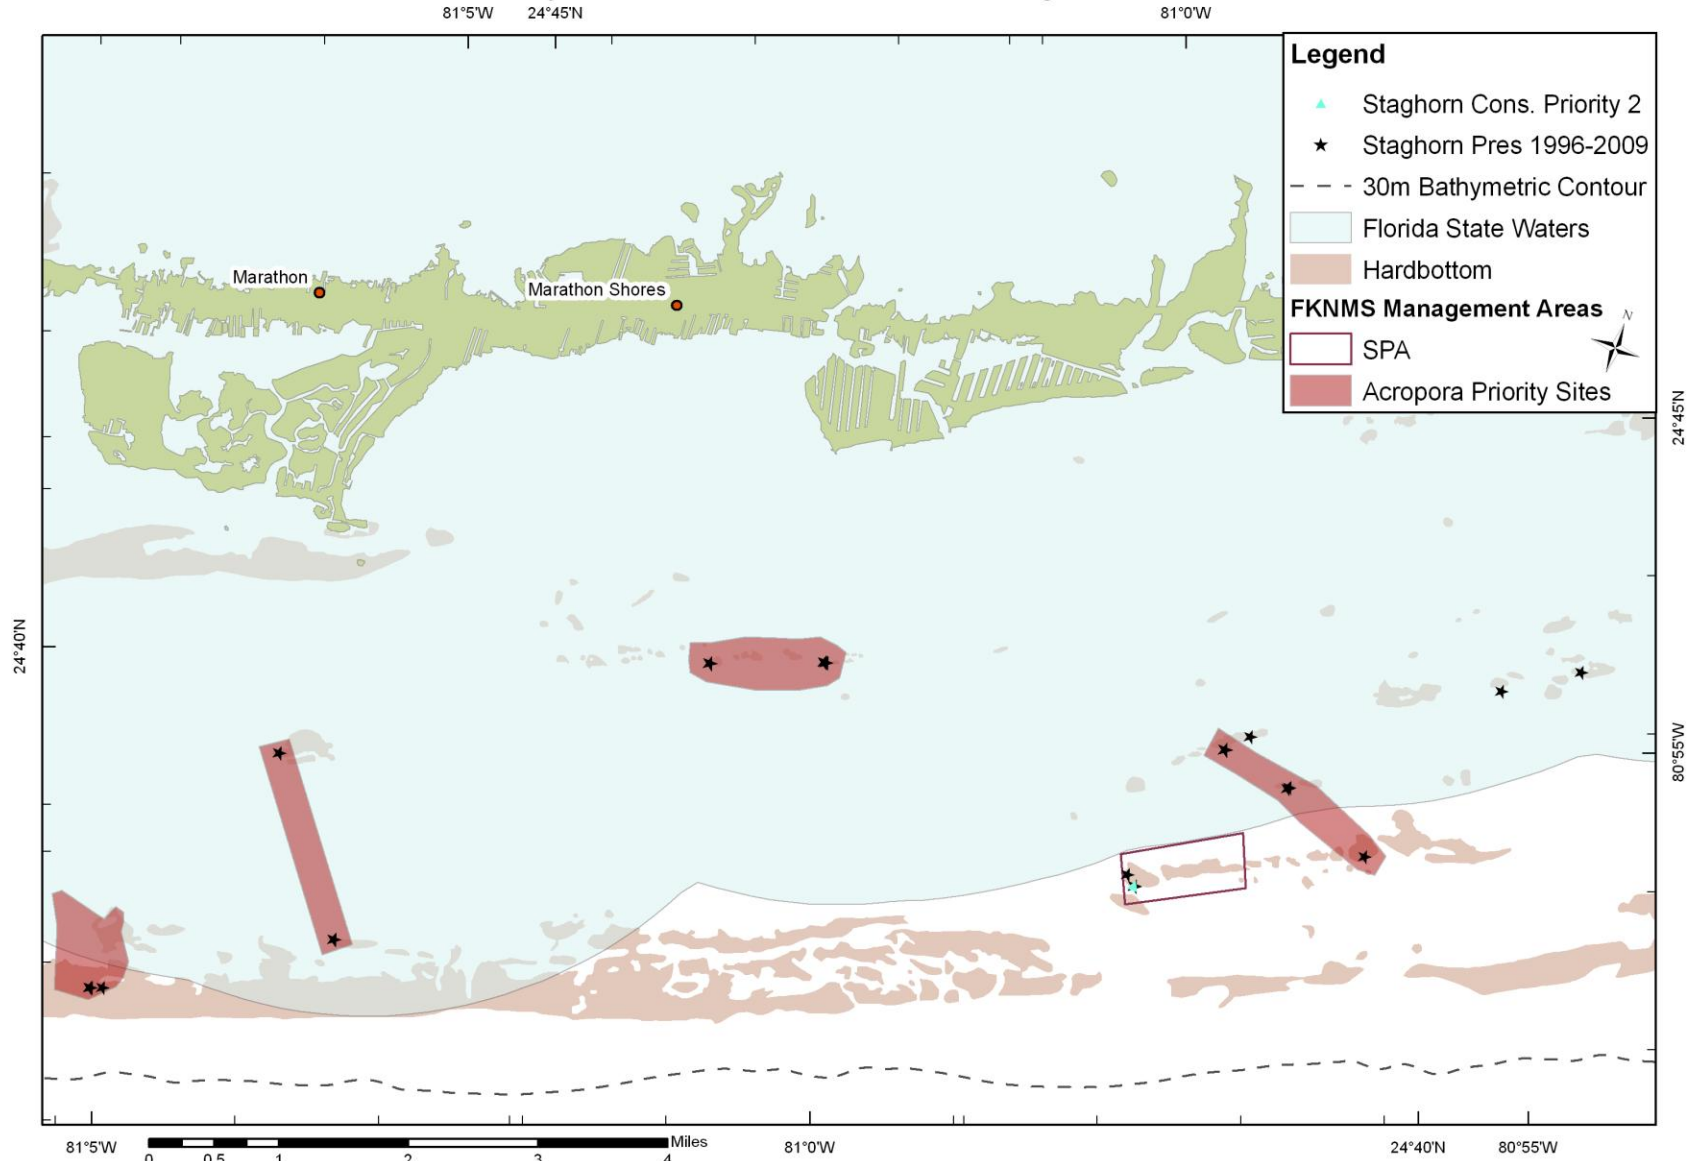 81°5'W 24°45'N 81°0'W
Legend
Staghorn Cons. Priority 2
Staghorn Pres 1996-2009
30m Bathymetric Contour
Florida State Waters
Hardbottom
FKNMS Management Areas
N
SPA
Acropora Priority Sites
Marathon
Marathon Shores
24°45'N
24°40'N
80°55'W
81°5'W 81°0'W 24°40'N 80°55'W
Miles
0 0.5 1 2 3 4